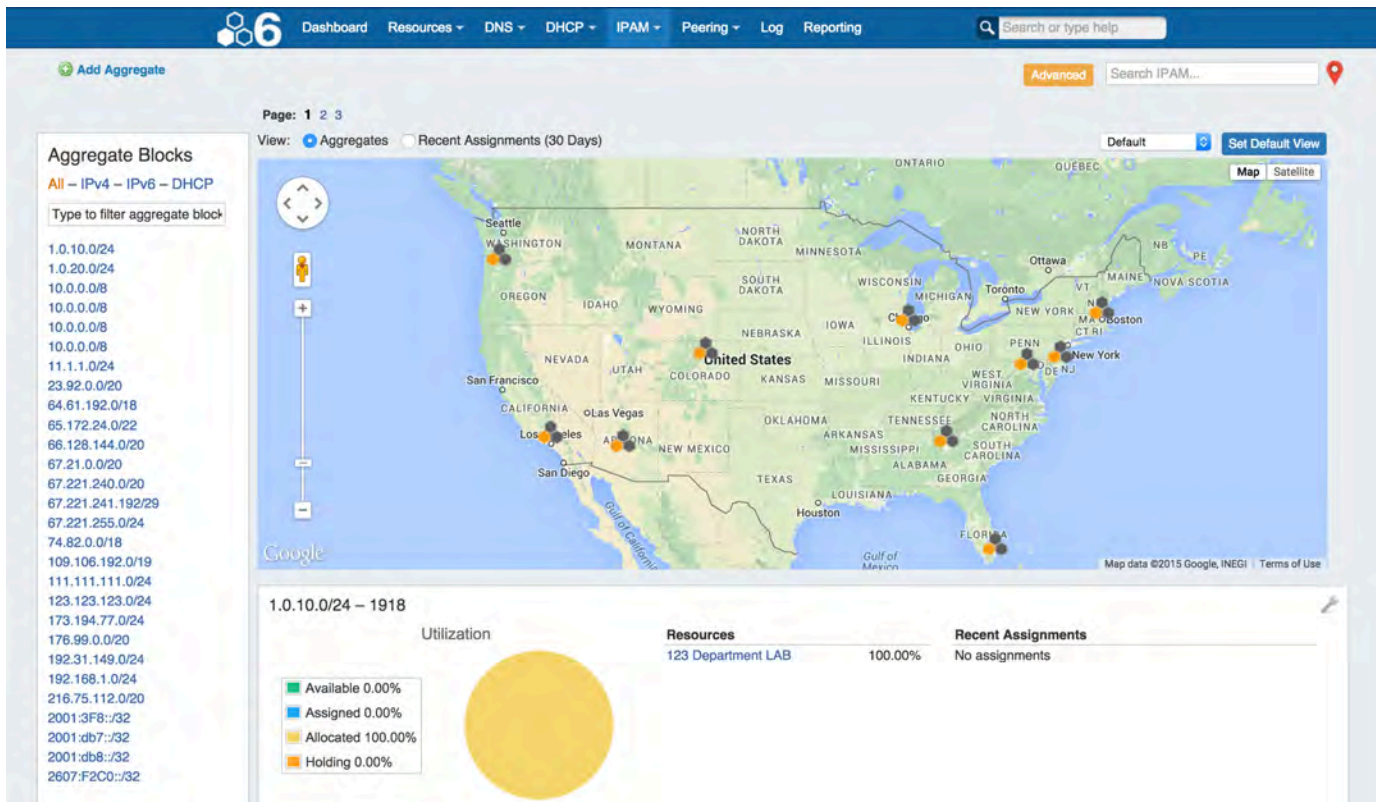 6 Dashboard Resources DNS DHCP IPAM Peering Log Reporting Search or type help
Add Aggregate
Advanced Search IPAM...
Page: 1 2 3
View: Aggregates Recent Assignments (30 Days) Default Set Default View
Aggregate Blocks
All – IPv4 – IPv6 – DHCP
Type to filter aggregate block
1.0.10.0/24
1.0.20.0/24
10.0.0.0/8
10.0.0.0/8
10.0.0.0/8
10.0.0.0/8
11.1.1.0/24
23.92.0.0/20
64.61.192.0/18
65.172.24.0/22
66.128.144.0/20
67.21.0.0/20
67.221.240.0/20
67.221.241.192/29
67.221.255.0/24
74.82.0.0/18
109.106.192.0/19
111.111.111.0/24
123.123.123.0/24
173.194.77.0/24
176.99.0.0/20
192.31.149.0/24
192.168.1.0/24
216.75.112.0/20
2001:3F8::/32
2001:db7::/32
2001:db8::/32
2607:F2C0::/32
Map Satellite
ONTARIO
QUÉBEC
Seattle
WASHINGTON
MONTANA
NORTH
DAKOTA
MINNESOTA
Ottawa
NB
PE
MAINE
NOVA SCOTIA
OREGON
IDAHO
WYOMING
SOUTH
DAKOTA
WISCONSIN
MICHIGAN
Toronto
VT
NEW YORK
MA
Boston
CT RI
NEBRASKA
IOWA
ILLINOIS
INDIANA
OHIO
PENN
New York
DE NJ
NEVADA
UTAH
COLORADO
United States
KANSAS
MISSOURI
WEST
VIRGINIA
KENTUCKY
VIRGINIA
San Francisco
CALIFORNIA
Las Vegas
OKLAHOMA
ARKANSAS
TENNESSEE
NORTH
CAROLINA
NEW MEXICO
MISSISSIPPI
SOUTH
CAROLINA
San Diego
TEXAS
ALABAMA
GEORGIA
LOUISIANA
Houston
Gulf of California
Gulf of
Mexico
Google
Map data ©2015 Google, INEGI Terms of Use
1.0.10.0/24 – 1918
Utilization
Available 0.00%
Assigned 0.00%
Allocated 100.00%
Holding 0.00%
Resources
123 Department LAB 100.00%
Recent Assignments
No assignments